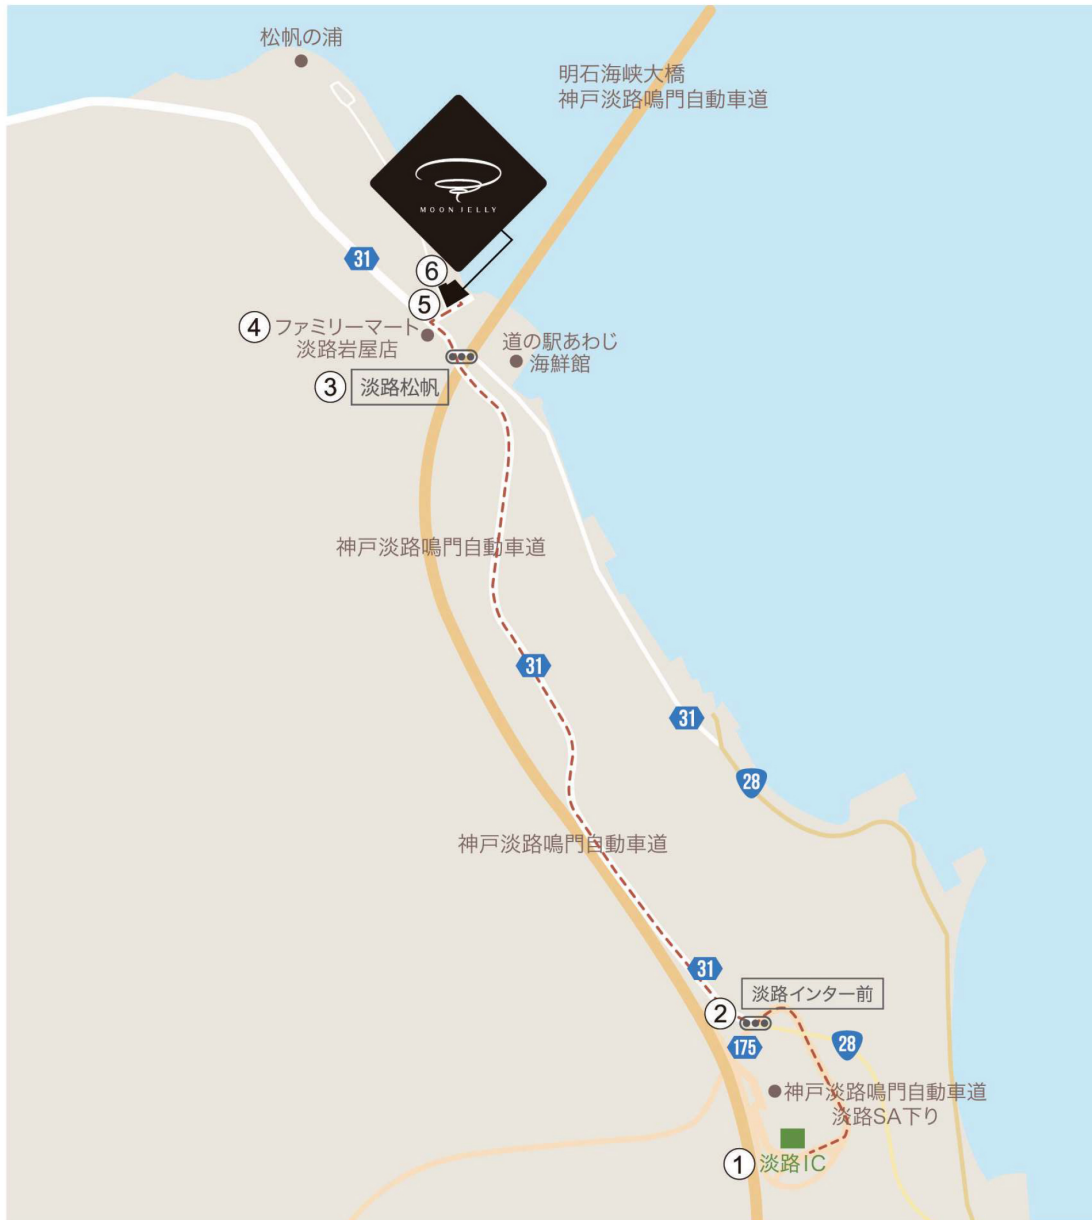 松帆の浦
明石海峡大橋
神戸淡路鳴門自動車道
MOON JELLY
31
⑥
⑤
④ ファミリーマート
淡路岩屋店
道の駅あわじ
海鮮館
③ 淡路松帆
神戸淡路鳴門自動車道
31
31
28
神戸淡路鳴門自動車道
31
淡路インター前
②
175
28
神戸淡路鳴門自動車道
淡路SA下り
① 淡路IC